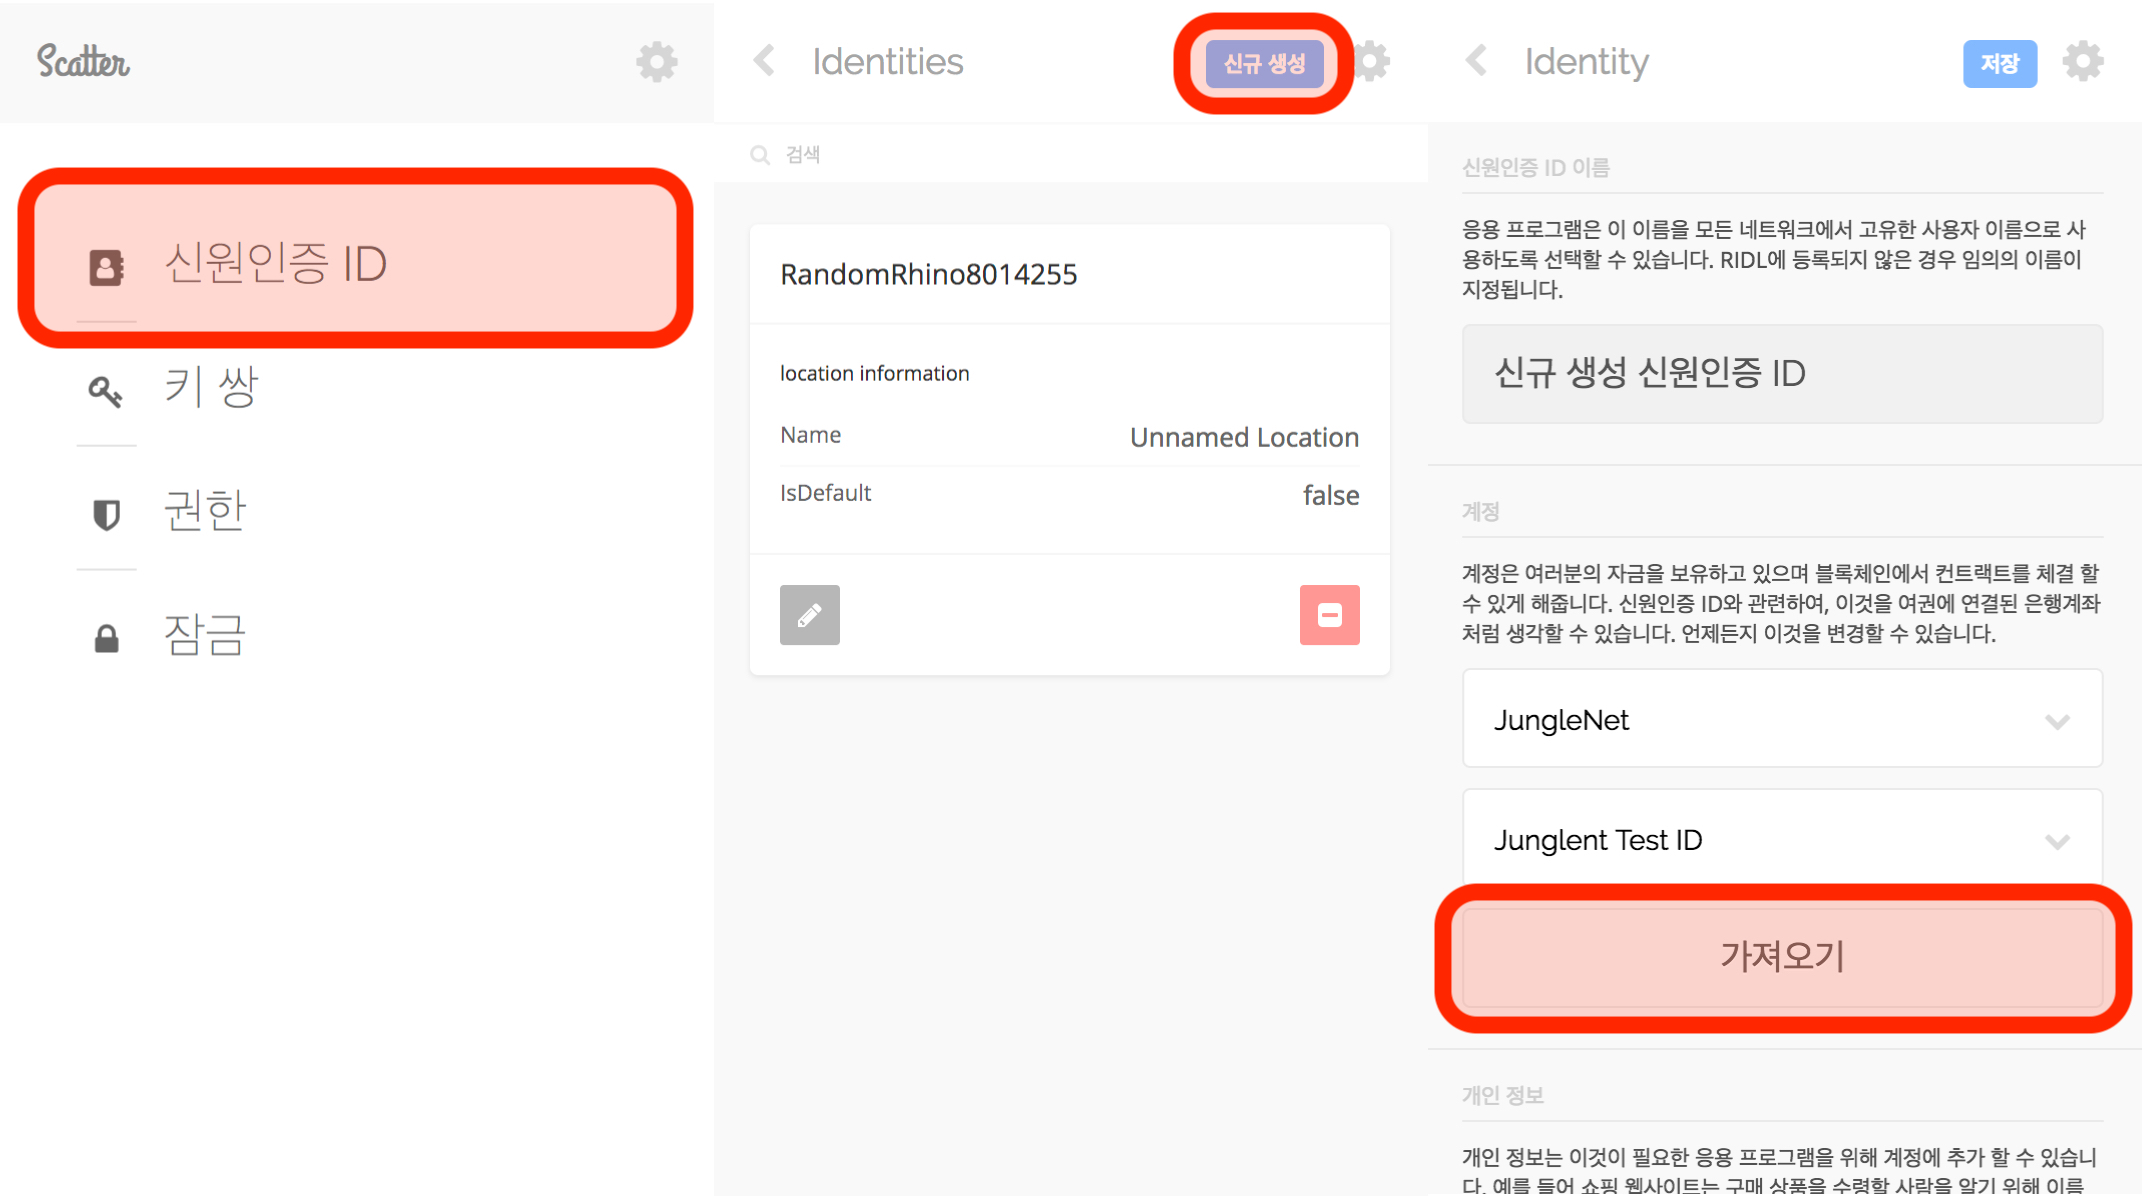 Scatter
신원인증 ID
키 쌍
권한
잠금
Identities
신규 생성
검색
RandomRhino8014255
location information
Name
Unnamed Location
IsDefault
false
Identity
저장
신원인증 ID 이름
응용 프로그램은 이 이름을 모든 네트워크에서 고유한 사용자 이름으로 사
용하도록 선택할 수 있습니다. RIDL에 등록되지 않은 경우 임의의 이름이
지정됩니다.
신규 생성 신원인증 ID
계정
계정은 여러분의 자금을 보유하고 있으며 블록체인에서 컨트랙트를 체결 할
수 있게 해줍니다. 신원인증 ID와 관련하여, 이것을 여권에 연결된 은행계좌
처럼 생각할 수 있습니다. 언제든지 이것을 변경할 수 있습니다.
JungleNet
Junglent Test ID
가져오기
개인 정보
개인 정보는 이것이 필요한 응용 프로그램을 위해 계정에 추가 할 수 있습니
다. 예를 들어 쇼핑 웹사이트는 구매 상품을 수령할 사람을 알기 위해 이름